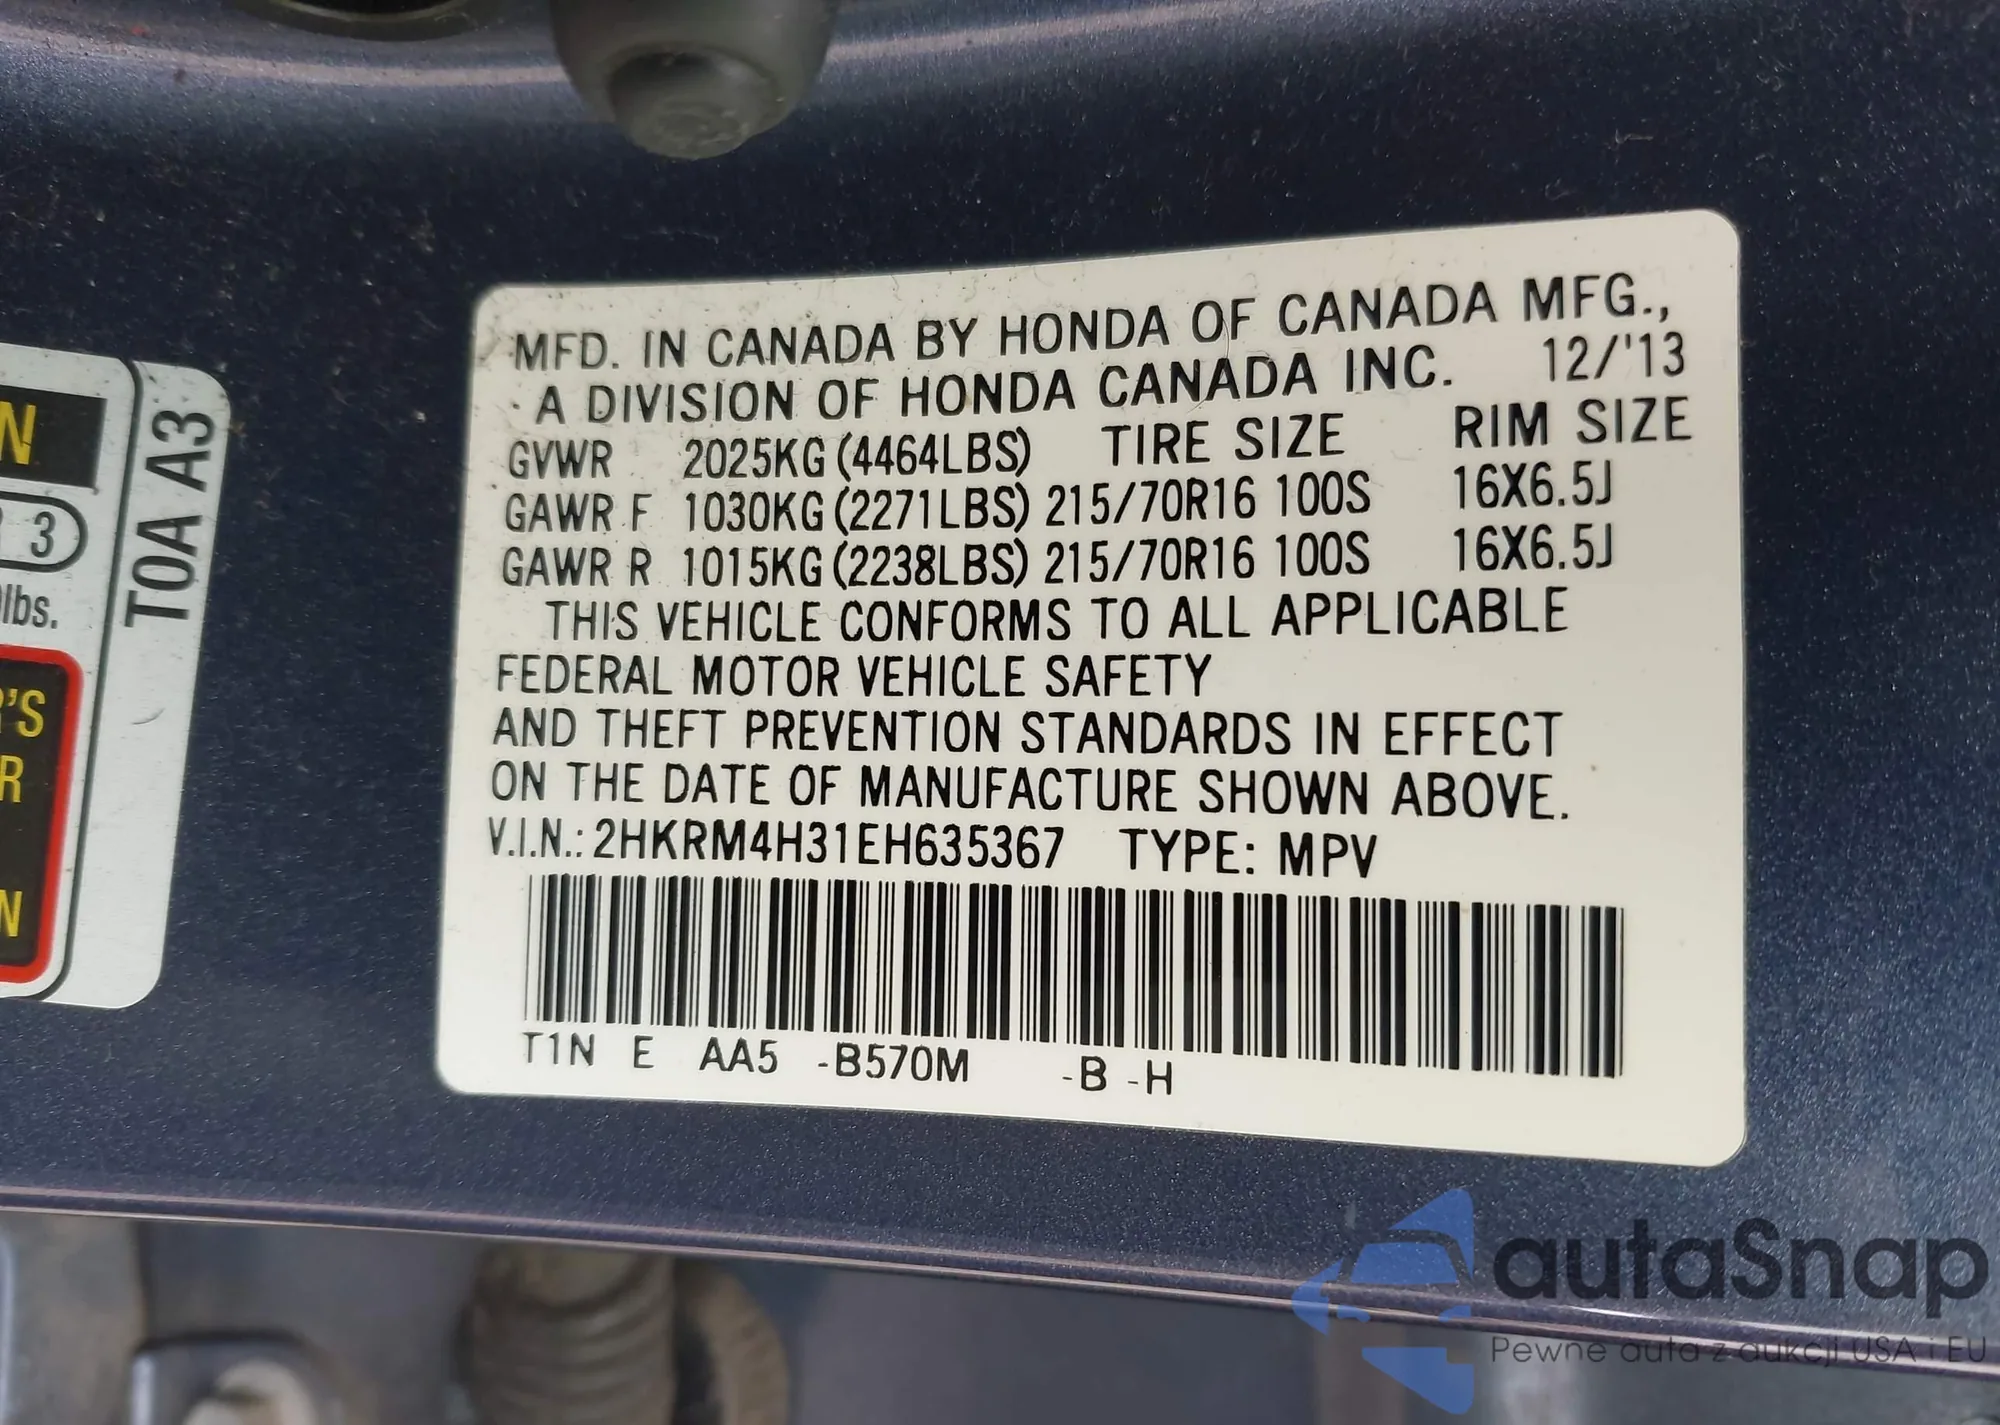 MFD. IN CANADA BY HONDA OF CANADA MFG.,
A DIVISION OF HONDA CANADA INC. 12/'13
GVWR 2025KG (4464LBS) TIRE SIZE RIM SIZE
GAWR F 1030KG (2271LBS) 215/70R16 100S 16X6.5J
GAWR R 1015KG (2238LBS) 215/70R16 100S 16X6.5J
THIS VEHICLE CONFORMS TO ALL APPLICABLE
FEDERAL MOTOR VEHICLE SAFETY
AND THEFT PREVENTION STANDARDS IN EFFECT
ON THE DATE OF MANUFACTURE SHOWN ABOVE.
V.I.N.: 2HKRM4H31EH635367 TYPE: MPV
T1N E AA5 -B570M -B -H
T0A A3
N
3
lbs.
'S
R
N
autaSnap
Pewne auta z aukcji USA i EU